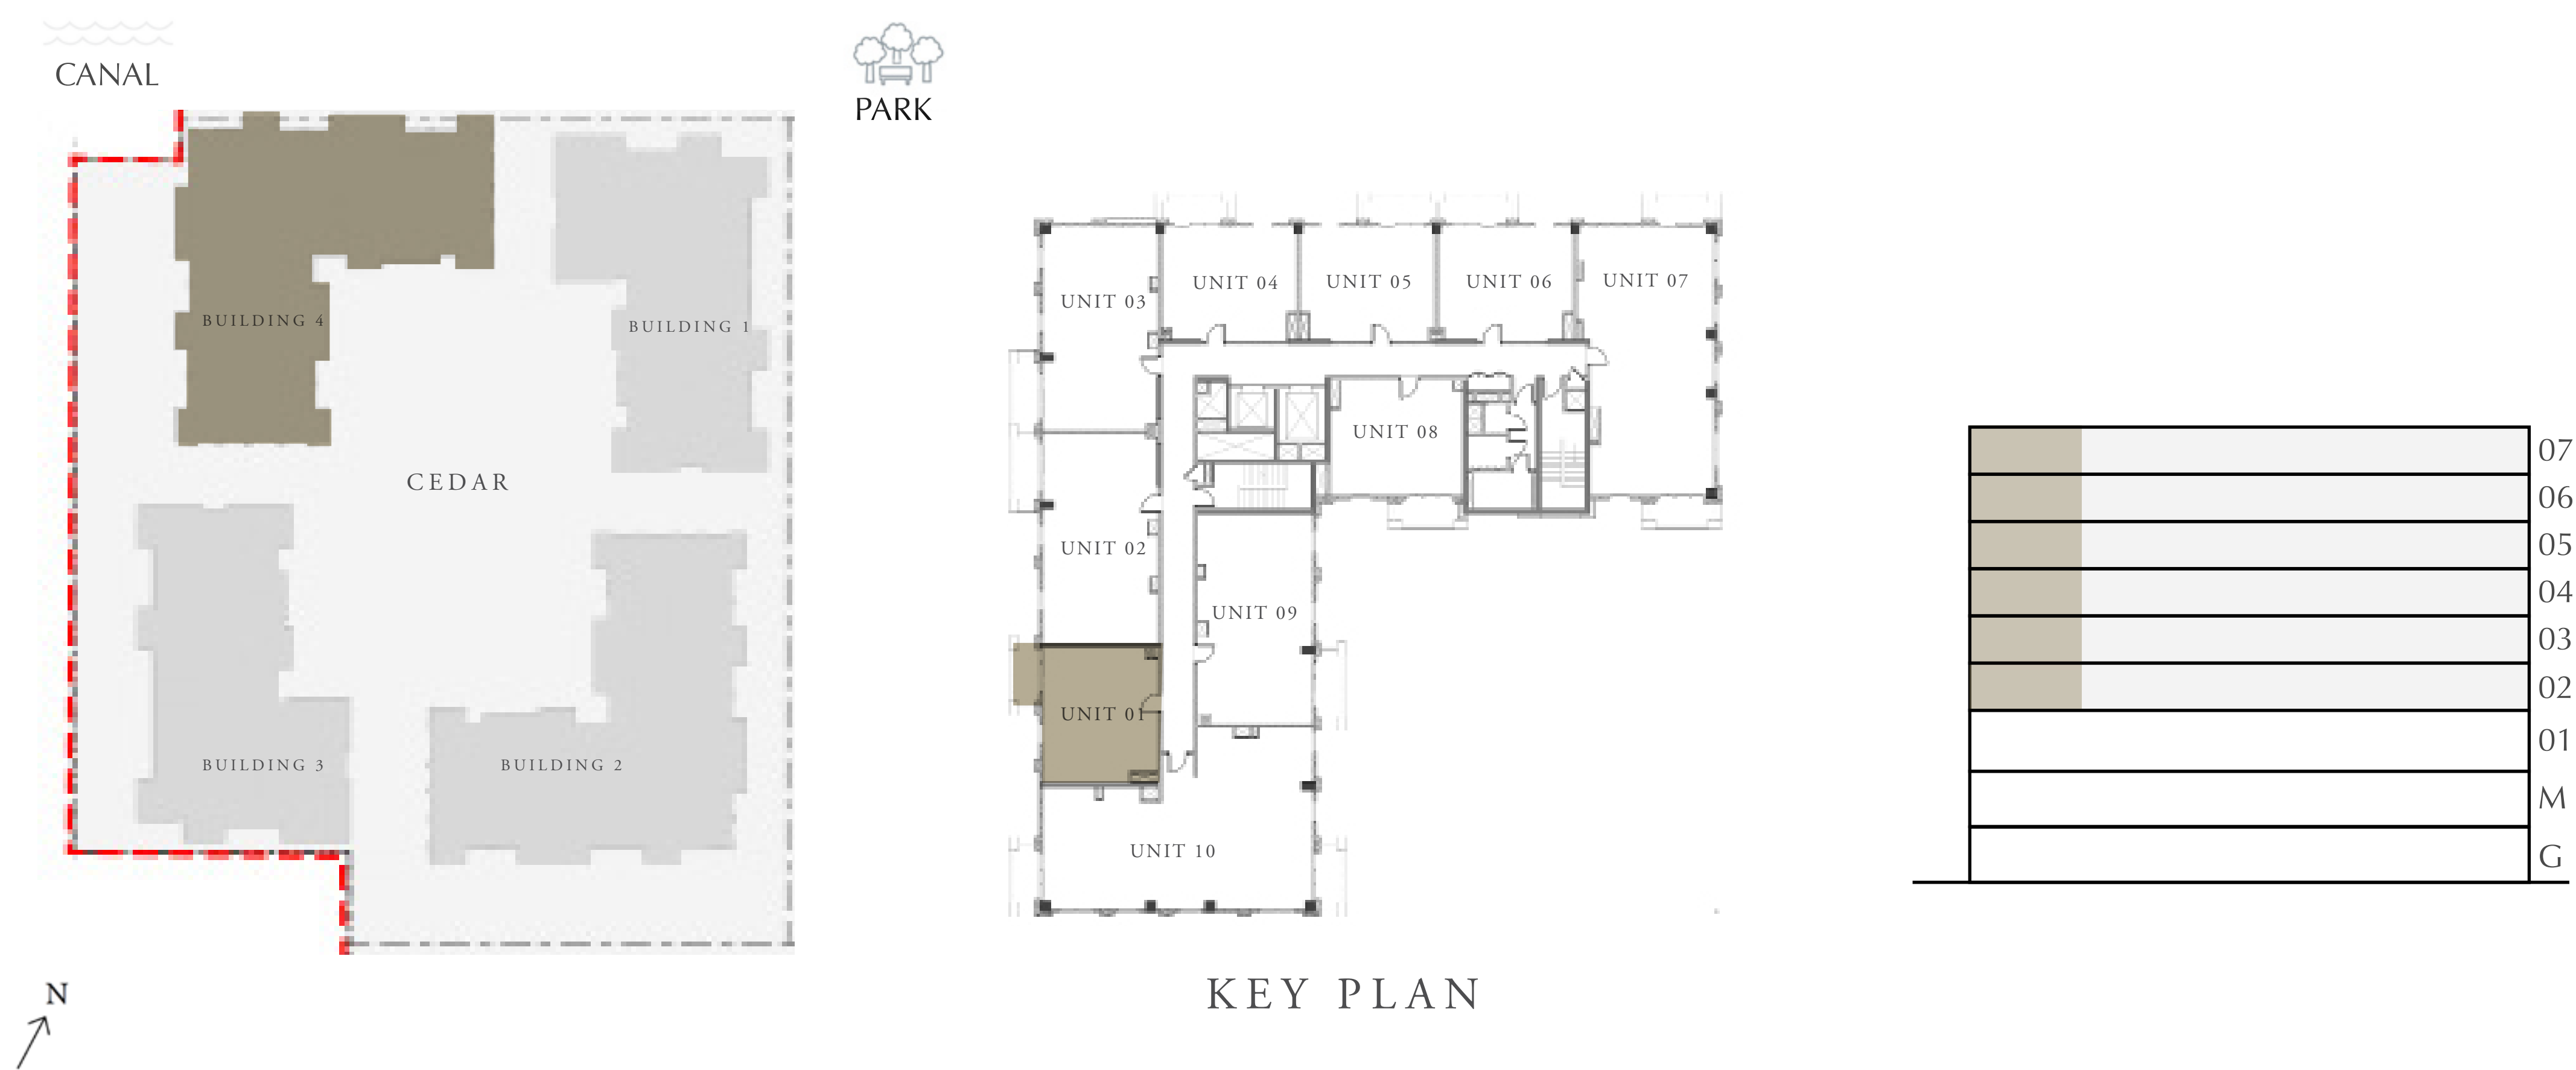 CANAL
PARK
BUILDING 4
BUILDING 1
CEDAR
BUILDING 3
BUILDING 2
N
UNIT 03
UNIT 04
UNIT 05
UNIT 06
UNIT 07
UNIT 08
UNIT 02
UNIT 09
UNIT 01
UNIT 10
KEY PLAN
07
06
05
04
03
02
01
M
G